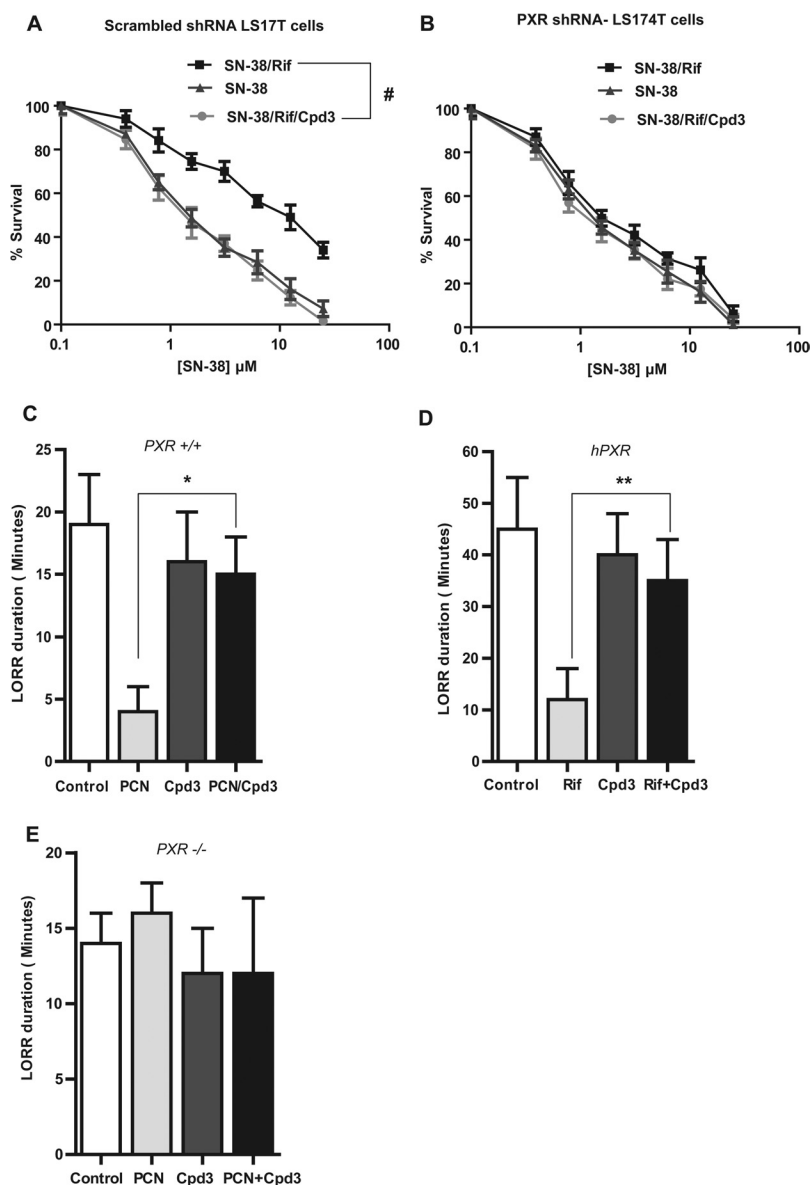 A
Scrambled shRNA LS17T cells
SN-38/Rif
SN-38
SN-38/Rif/Cpd3
#
100
80
60
40
20
0
% Survival
0.1 1 10 100
[SN-38] µM
B
PXR shRNA- LS174T cells
SN-38/Rif
SN-38
SN-38/Rif/Cpd3
100
80
60
40
20
0
% Survival
0.1 1 10 100
[SN-38] µM
C
PXR +/+
*
25
20
15
10
5
0
LORR duration ( Minutes)
Control PCN Cpd3 PCN/Cpd3
D
hPXR
**
60
50
40
30
20
10
0
LORR duration ( Minutes)
Control Rif Cpd3 Rif+Cpd3
E
PXR -/-
20
15
10
5
0
LORR duration ( Minutes)
Control PCN Cpd3 PCN+Cpd3